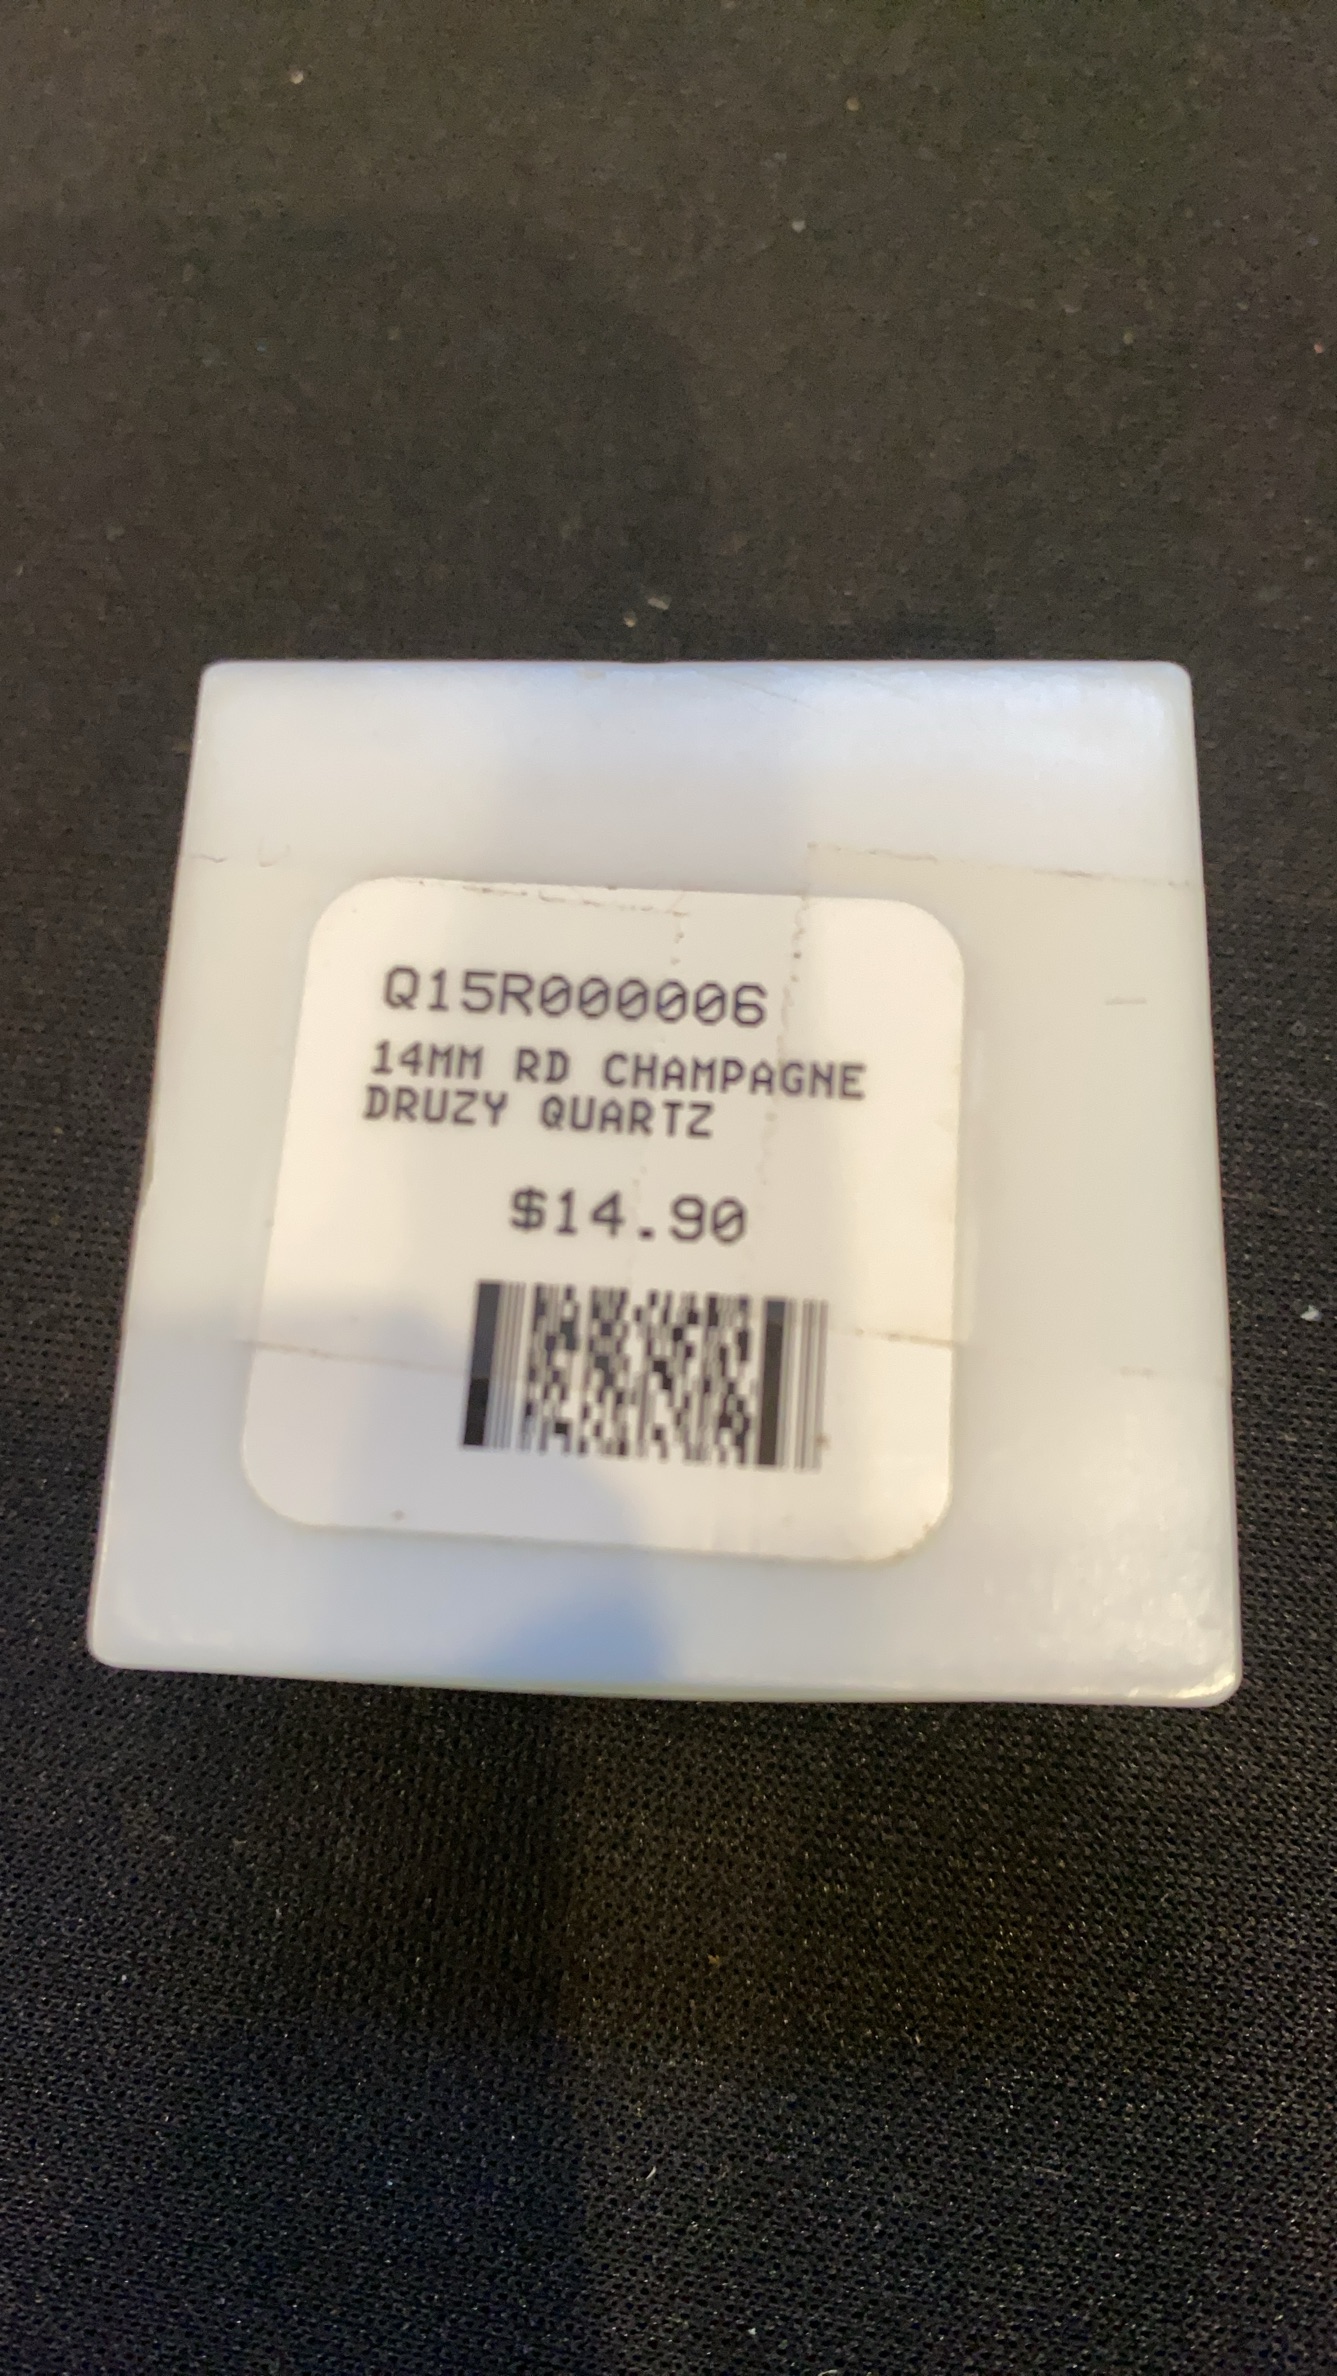 Q15R000006
14MM RD CHAMPAGNE
DRUZY QUARTZ
$14.90